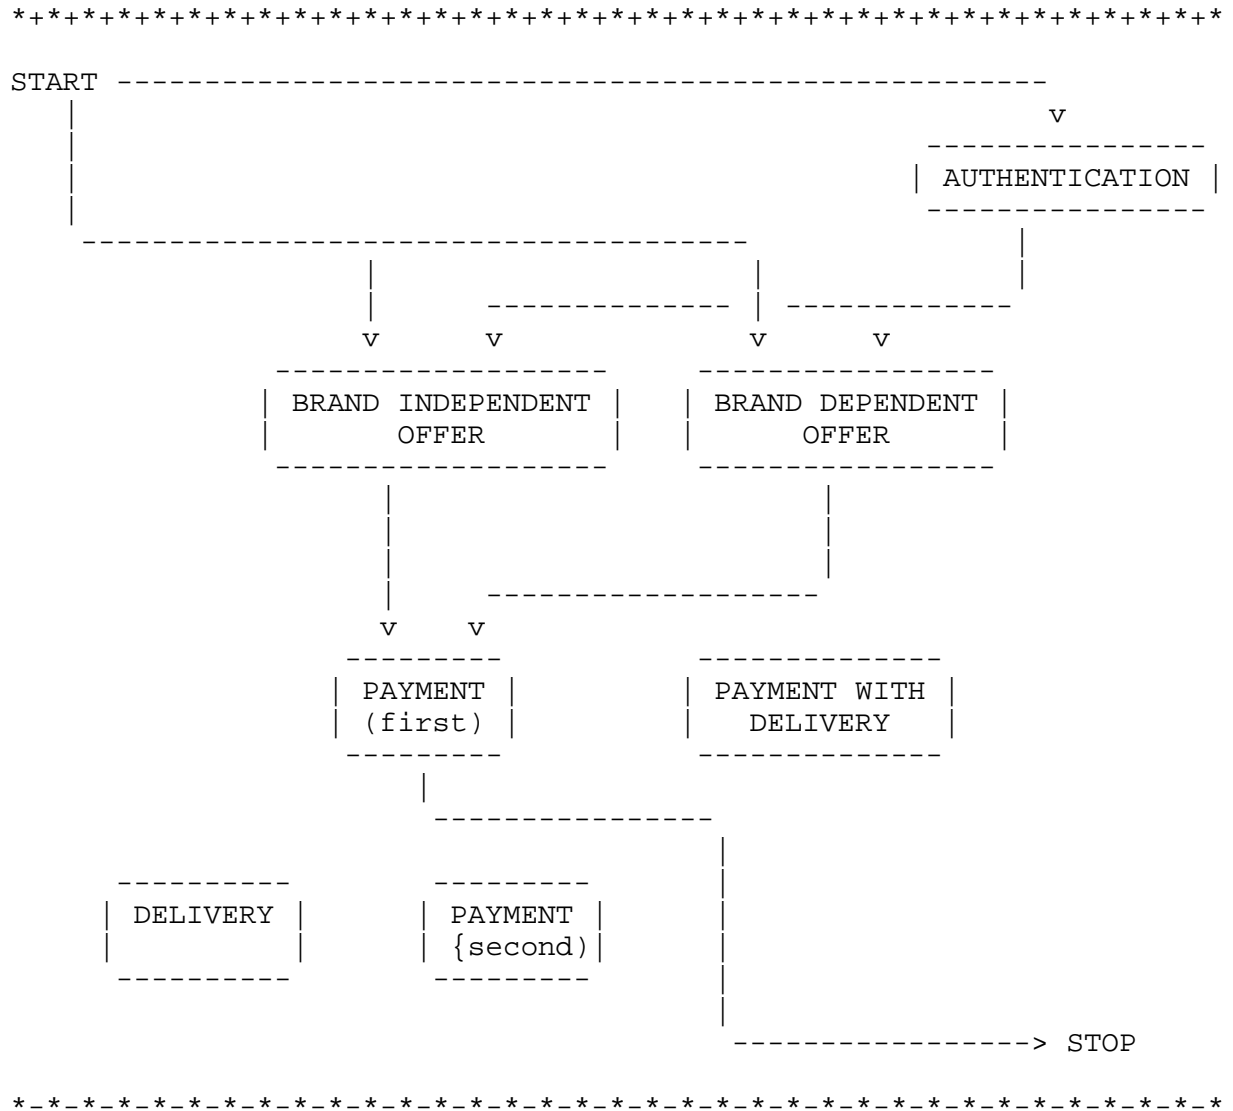 *+*+*+*+*+*+*+*+*+*+*+*+*+*+*+*+*+*+*+*+*+*+*+*+*+*+*+*+*+*+*+*+*+*+*
START
v
AUTHENTICATION
v v v v
BRAND INDEPENDENT BRAND DEPENDENT
OFFER OFFER
v v
PAYMENT PAYMENT WITH
(first) DELIVERY
DELIVERY PAYMENT
{second)
> STOP
*-*-*-*-*-*-*-*-*-*-*-*-*-*-*-*-*-*-*-*-*-*-*-*-*-*-*-*-*-*-*-*-*-*-*